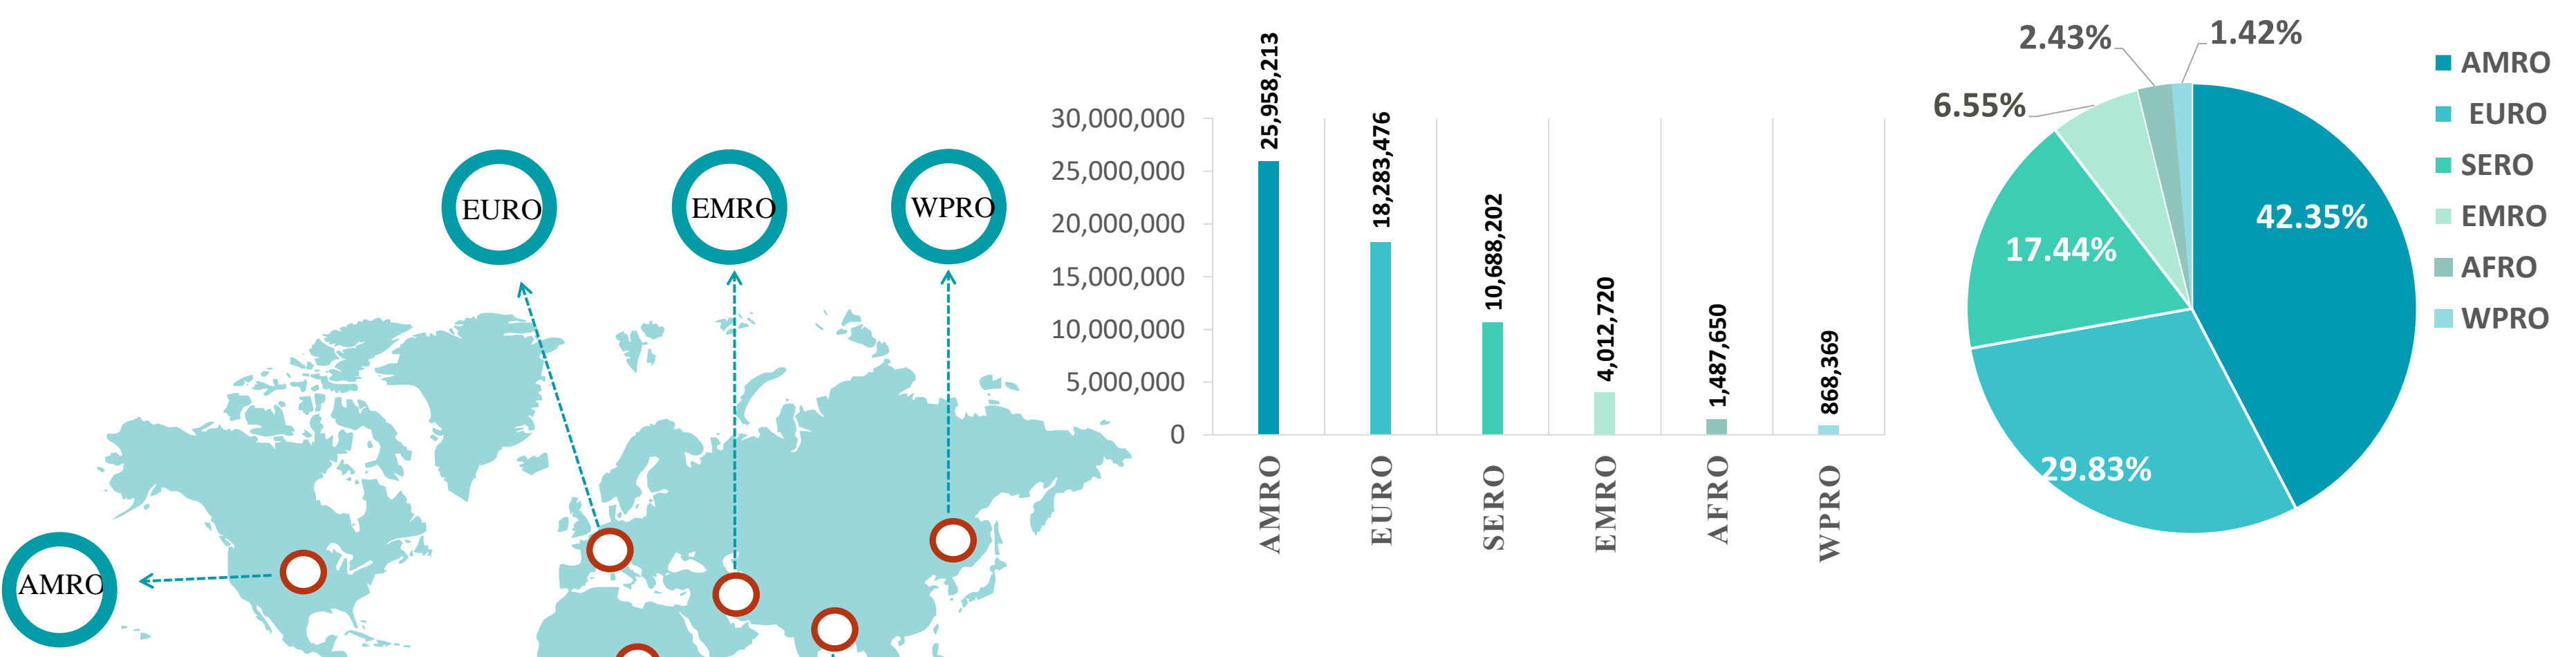 EURO
EMRO
WPRO
AMRO
30,000,000
25,000,000
20,000,000
15,000,000
10,000,000
5,000,000
0
25,958,213
18,283,476
10,688,202
4,012,720
1,487,650
868,369
AMRO
EURO
SERO
EMRO
AFRO
WPRO
2.43%
1.42%
6.55%
42.35%
17.44%
29.83%
AMRO
EURO
SERO
EMRO
AFRO
WPRO